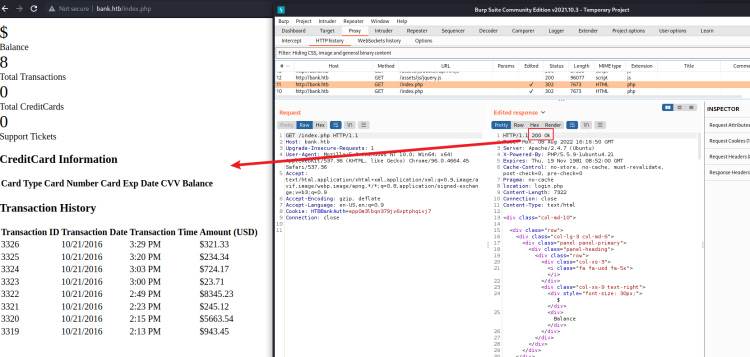 Not secure | bank.htb/index.php
$
Balance
8
Total Transactions
0
Total CreditCards
0
Support Tickets
CreditCard Information
Card Type Card Number Card Exp Date CVV Balance
Transaction History
Transaction ID Transaction Date Transaction Time Amount (USD)
3326 10/21/2016 3:29 PM $321.33
3325 10/21/2016 3:20 PM $234.34
3324 10/21/2016 3:03 PM $724.17
3323 10/21/2016 3:00 PM $23.71
3322 10/21/2016 2:49 PM $8345.23
3321 10/21/2016 2:23 PM $245.12
3320 10/21/2016 2:15 PM $5663.54
3319 10/21/2016 2:13 PM $943.45
Burp Suite Community Edition v2021.10.3 - Temporary Project
Burp Project Intruder Repeater Window Help
Dashboard Target Proxy Intruder Repeater Sequencer Decoder Comparer Logger Extender Project options User options Learn
Intercept HTTP history WebSockets history Options
Filter: Hiding CSS, image and general binary content
# Host Method URL Params Edited Status Length MIME type Extension Title
12 http://bank.htb GET /assets/js/jquery.js 200 96077 script js
11 http://bank.htb GET /index.php ✓ 302 7673 HTML php
10 http://bank.htb GET /index.php ✓ 302 7673 HTML php
Request
Pretty Raw Hex \n
1 GET /index.php HTTP/1.1
2 Host: bank.htb
3 Upgrade-Insecure-Requests: 1
AppleWebKit/537.36 (KHTML, like Gecko) Chrome/96.0.4664.45
Safari/537.36
5 Accept:
text/html,application/xhtml+xml,application/xml;q=0.9,image/a
vif,image/webp,image/apng,*/*;q=0.8,application/signed-exchan
ge;v=b3;q=0.9
6 Accept-Encoding: gzip, deflate
7 Accept-Language: en-US,en;q=0.9
9 Connection: close
10
11
Edited response
Pretty Raw Hex Render \n
1 HTTP/1.1 200 Ok
2 Date: Mon, 08 Aug 2022 16:16:50 GMT
3 Server: Apache/2.4.7 (Ubuntu)
4 X-Powered-By: PHP/5.5.9-1ubuntu4.21
5 Expires: Thu, 19 Nov 1981 08:52:00 GMT
6 Cache-Control: no-store, no-cache, must-revalidate,
post-check=0, pre-check=0
7 Pragma: no-cache
8 location: login.php
9 Content-Length: 7322
10 Connection: close
11 Content-Type: text/html
12
13 <div class="col-md-10">
14
15 <div class="row">
16 <div class="col-lg-3 col-md-6">
17 <div class="panel panel-primary">
18 <div class="panel-heading">
19 <div class="row">
20 <div class="col-xs-3">
21 <i class="fa fa-usd fa-5x">
</i>
22 </div>
23 <div class="col-xs-9 text-right">
24 <div style="font-size: 30px;">
$
</div>
25 <div>
Balance
</div>
26 </div>
27 </div>
28 </div>
29 </div>
INSPECTOR
Request Attributes
Request Headers
Response Headers